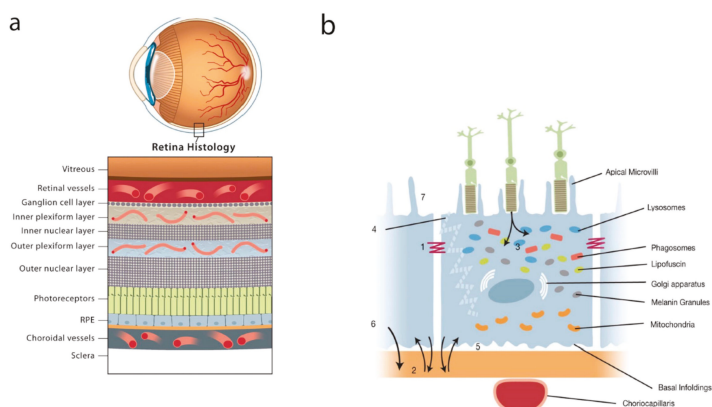 a
b
Retina Histology
Vitreous
Retinal vessels
Ganglion cell layer
Inner plexiform layer
Inner nuclear layer
Outer plexiform layer
Outer nuclear layer
Photoreceptors
RPE
Choroidal vessels
Sclera
Apical Microvilli
7
Lysosomes
4
1
3
Phagosomes
Lipofuscin
Golgi apparatus
Melanin Granules
6
Mitochondria
5
2
Basal Infoldings
Choriocapillaris